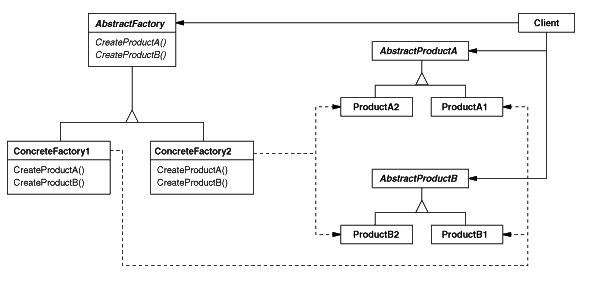 AbstractFactory
CreateProductA()
CreateProductB()
Client
AbstractProductA
ProductA2
ProductA1
ConcreteFactory1
CreateProductA()
CreateProductB()
ConcreteFactory2
CreateProductA()
CreateProductB()
AbstractProductB
ProductB2
ProductB1